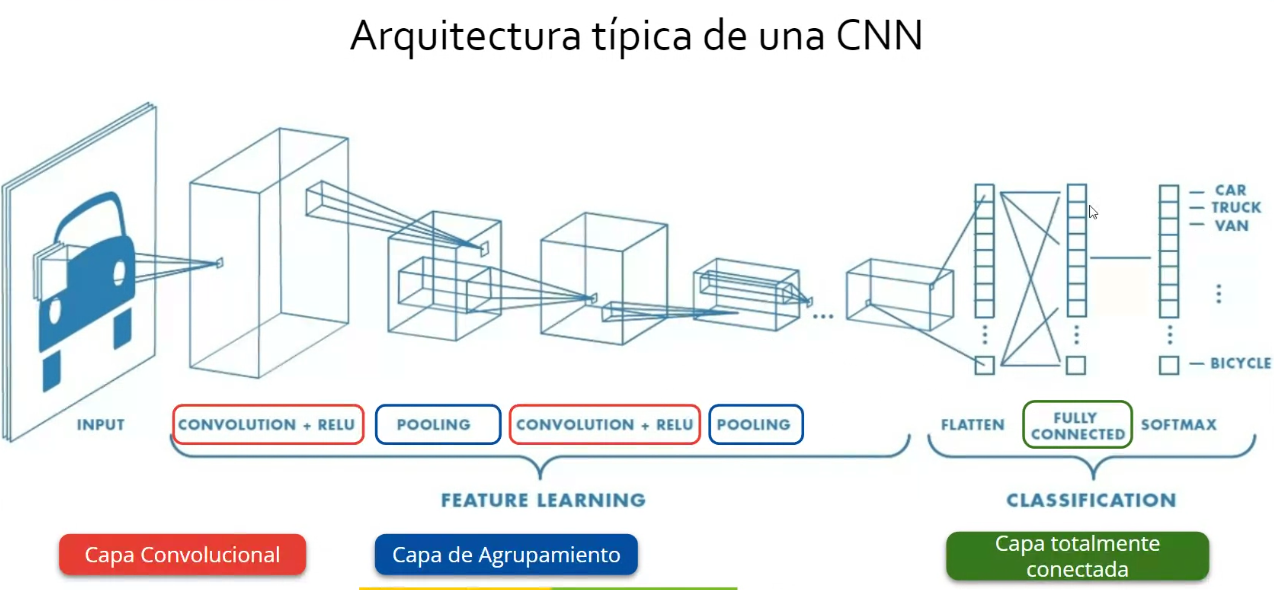 Arquitectura típica de una CNN
CAR
TRUCK
VAN
BICYCLE
INPUT
CONVOLUTION + RELU
POOLING
CONVOLUTION + RELU
POOLING
FLATTEN
FULLY
CONNECTED
SOFTMAX
FEATURE LEARNING
CLASSIFICATION
Capa Convolucional
Capa de Agrupamiento
Capa totalmente
conectada